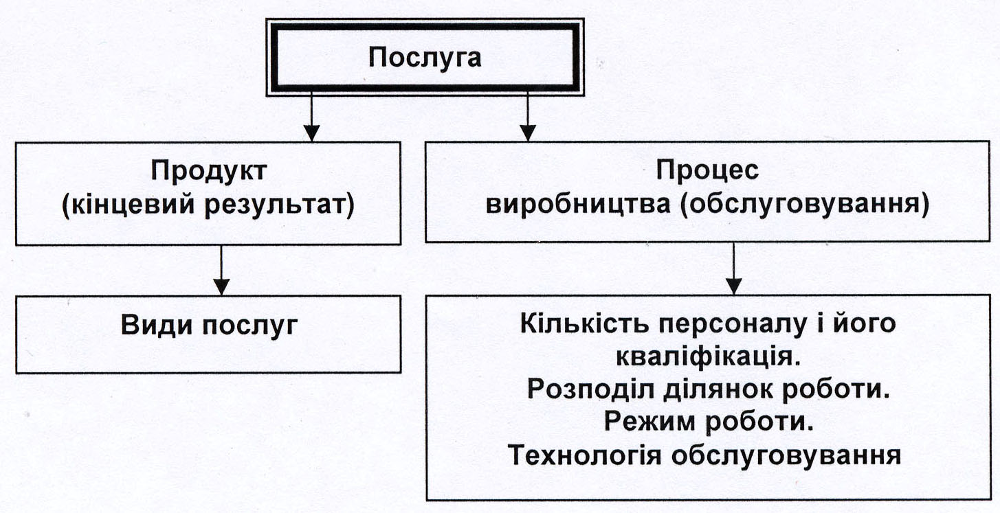 Послуга
Продукт
(кінцевий результат)
Процес
виробництва (обслуговування)
Види послуг
Кількість персоналу і його
кваліфікація.
Розподіл ділянок роботи.
Режим роботи.
Технологія обслуговування